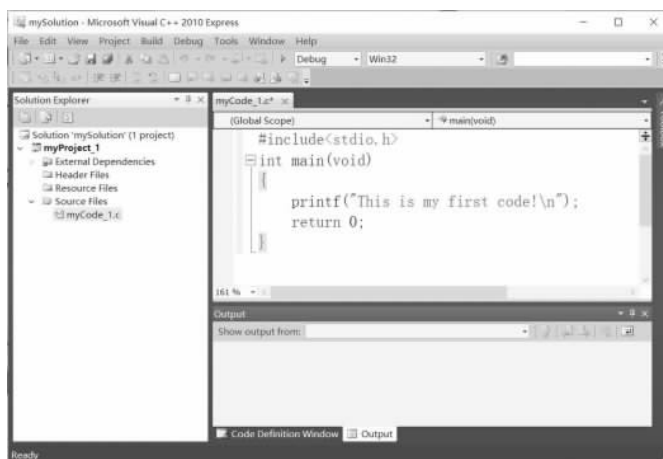 mySolution - Microsoft Visual C++ 2010 Express
File Edit View Project Build Debug Tools Window Help
Debug Win32
Solution Explorer
Solution 'mySolution' (1 project)
myProject_1
External Dependencies
Header Files
Resource Files
Source Files
myCode_1.c
myCode_1.c*
(Global Scope) main(void)
#include<stdio.h>
int main(void)
{
printf("This is my first code!\n");
return 0;
}
161 %
Output
Show output from:
Code Definition Window Output
Ready